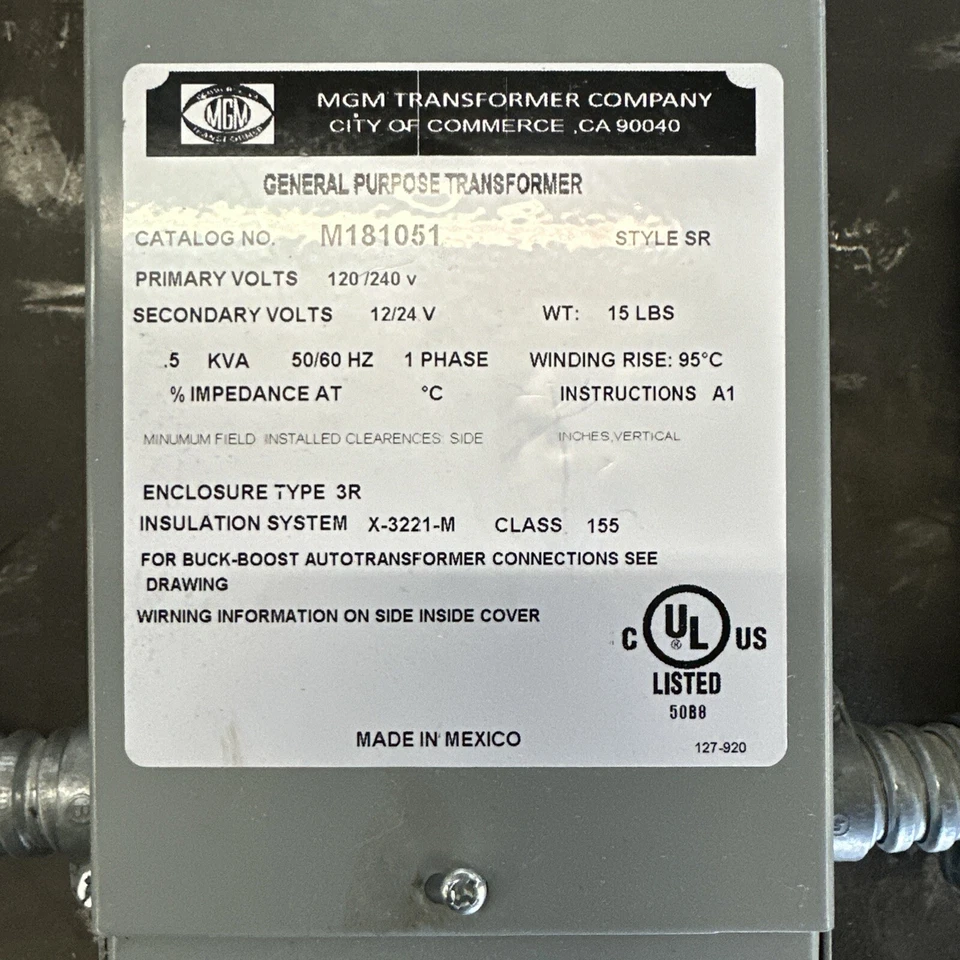 MGM
MGM TRANSFORMER COMPANY
CITY OF COMMERCE ,CA 90040
GENERAL PURPOSE TRANSFORMER
CATALOG NO. M181051 STYLE SR
PRIMARY VOLTS 120/240 v
SECONDARY VOLTS 12/24 V WT: 15 LBS
.5 KVA 50/60 HZ 1 PHASE WINDING RISE: 95°C
% IMPEDANCE AT °C INSTRUCTIONS A1
MINUMUM FIELD INSTALLED CLEARENCES: SIDE INCHES,VERTICAL
ENCLOSURE TYPE 3R
INSULATION SYSTEM X-3221-M CLASS 155
FOR BUCK-BOOST AUTOTRANSFORMER CONNECTIONS SEE
DRAWING
WIRNING INFORMATION ON SIDE INSIDE COVER
C UL ® US
LISTED
50B8
MADE IN MEXICO
127-920